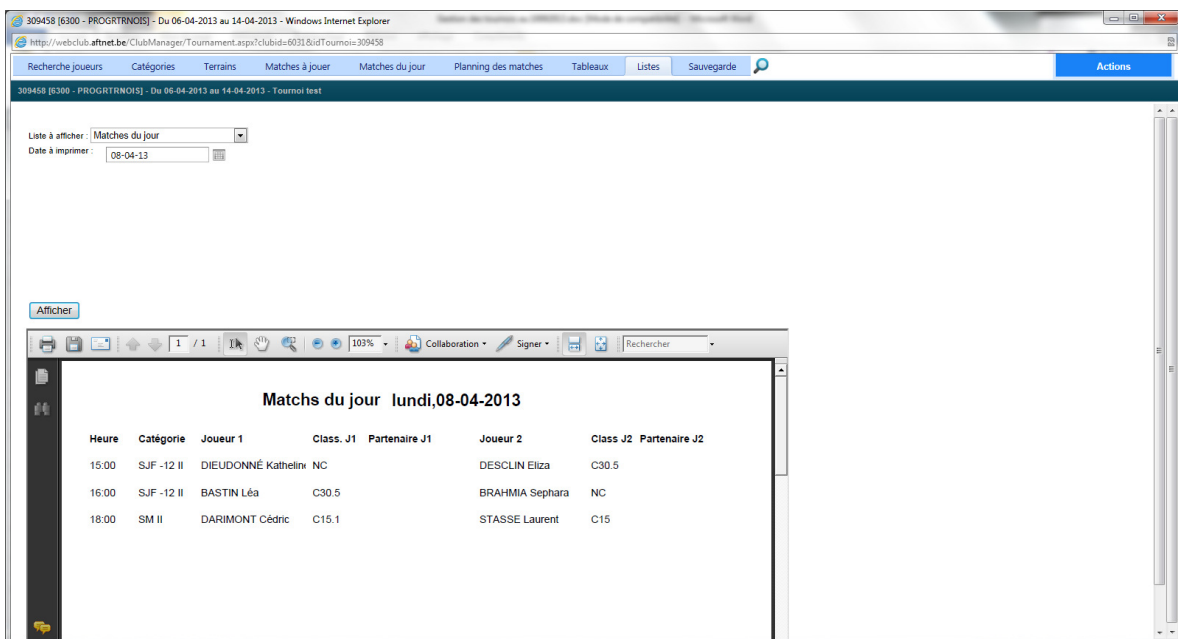 309458 [6300 - PROGRTRNOIS] - Du 06-04-2013 au 14-04-2013 - Windows Internet Explorer
http://webclub.aftnet.be/ClubManager/Tournament.aspx?clubid=6031&idTournoi=309458
Recherche joueurs Catégories Terrains Matches à jouer Matches du jour Planning des matches Tableaux Listes Sauvegarde Actions
309458 [6300 - PROGRTRNOIS] - Du 06-04-2013 au 14-04-2013 - Tournoi test
Liste à afficher : Matches du jour
Date à imprimer : 08-04-13
Afficher
1 / 1 103% Collaboration Signer Rechercher
Matchs du jour lundi,08-04-2013
Heure Catégorie Joueur 1 Class. J1 Partenaire J1 Joueur 2 Class J2 Partenaire J2
15:00 SJF -12 II DIEUDONNÉ Katheline NC DESCLIN Eliza C30.5
16:00 SJF -12 II BASTIN Léa C30.5 BRAHMIA Sephara NC
18:00 SM II DARIMONT Cédric C15.1 STASSE Laurent C15